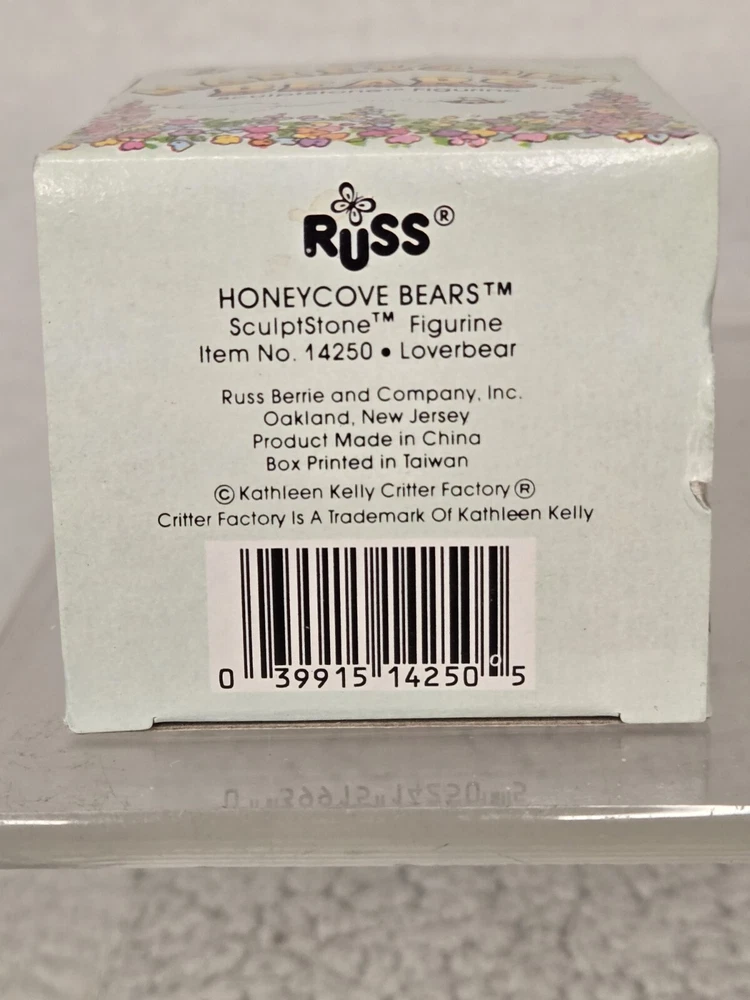 BEARS
RUSS®
HONEYCOVE BEARS™
SculptStone™ Figurine
Item No. 14250 • Loverbear
Russ Berrie and Company, Inc.
Oakland, New Jersey
Product Made in China
Box Printed in Taiwan
© Kathleen Kelly Critter Factory ®
Critter Factory Is A Trademark Of Kathleen Kelly
0 39915 14250 5